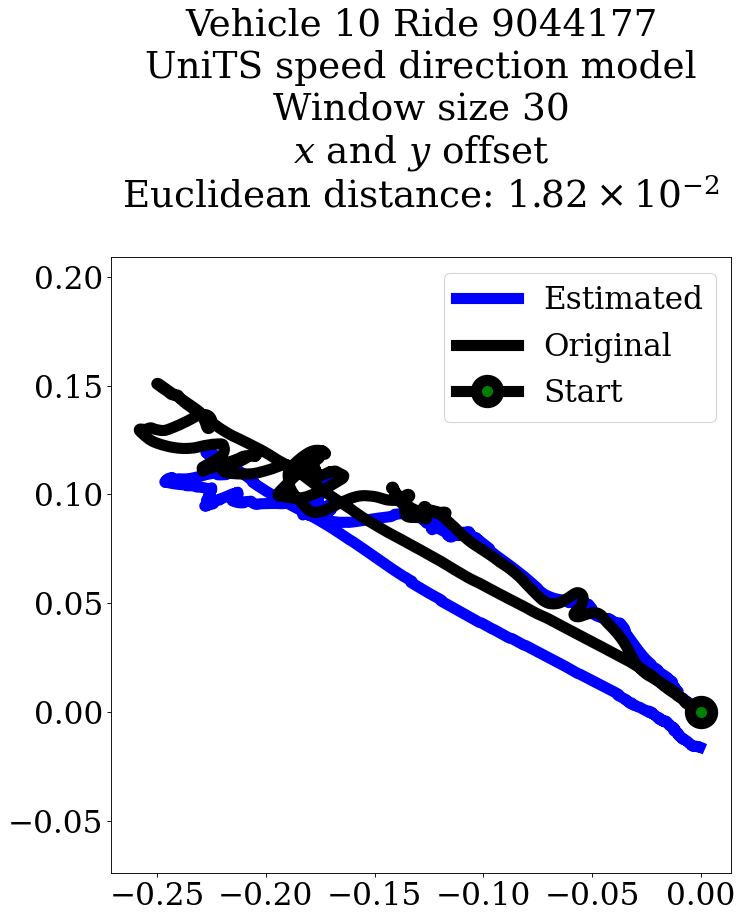 Vehicle 10 Ride 9044177
UniTS speed direction model
Window size 30
x and y offset
Euclidean distance: 1.82 × 10⁻²
Estimated
Original
Start
0.20
0.15
0.10
0.05
0.00
−0.05
−0.25 −0.20 −0.15 −0.10 −0.05 0.00